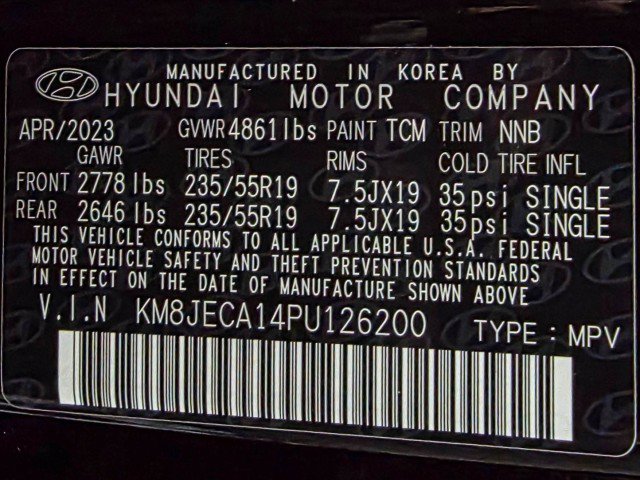 MANUFACTURED IN KOREA BY
HYUNDAI MOTOR COMPANY
APR/2023 GVWR 4861lbs PAINT TCM TRIM NNB
GAWR TIRES RIMS COLD TIRE INFL
FRONT 2778 lbs 235/55R19 7.5JX19 35psi SINGLE
REAR 2646 lbs 235/55R19 7.5JX19 35psi SINGLE
THIS VEHICLE CONFORMS TO ALL APPLICABLE U.S.A. FEDERAL
MOTOR VEHICLE SAFETY AND THEFT PREVENTION STANDARDS
IN EFFECT ON THE DATE OF MANUFACTURE SHOWN ABOVE
V.I.N KM8JECA14PU126200 TYPE : MPV